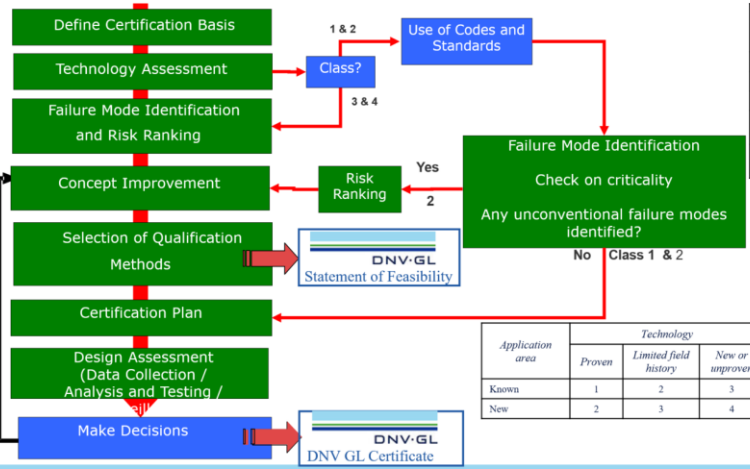 Define Certification Basis
Technology Assessment
Failure Mode Identification
and Risk Ranking
Concept Improvement
Selection of Qualification
Methods
Certification Plan
Design Assessment
(Data Collection /
Analysis and Testing /
Make Decisions
1 & 2
Class?
3 & 4
Use of Codes and
Standards
Failure Mode Identification
Check on criticality
Any unconventional failure modes
identified?
Yes
2
Risk
Ranking
No Class 1 & 2
DNV·GL
Statement of Feasibility
DNV·GL
DNV GL Certificate
Application
area
Technology
Proven
Limited field
history
New or
Known 1 2 3
New 2 3 4